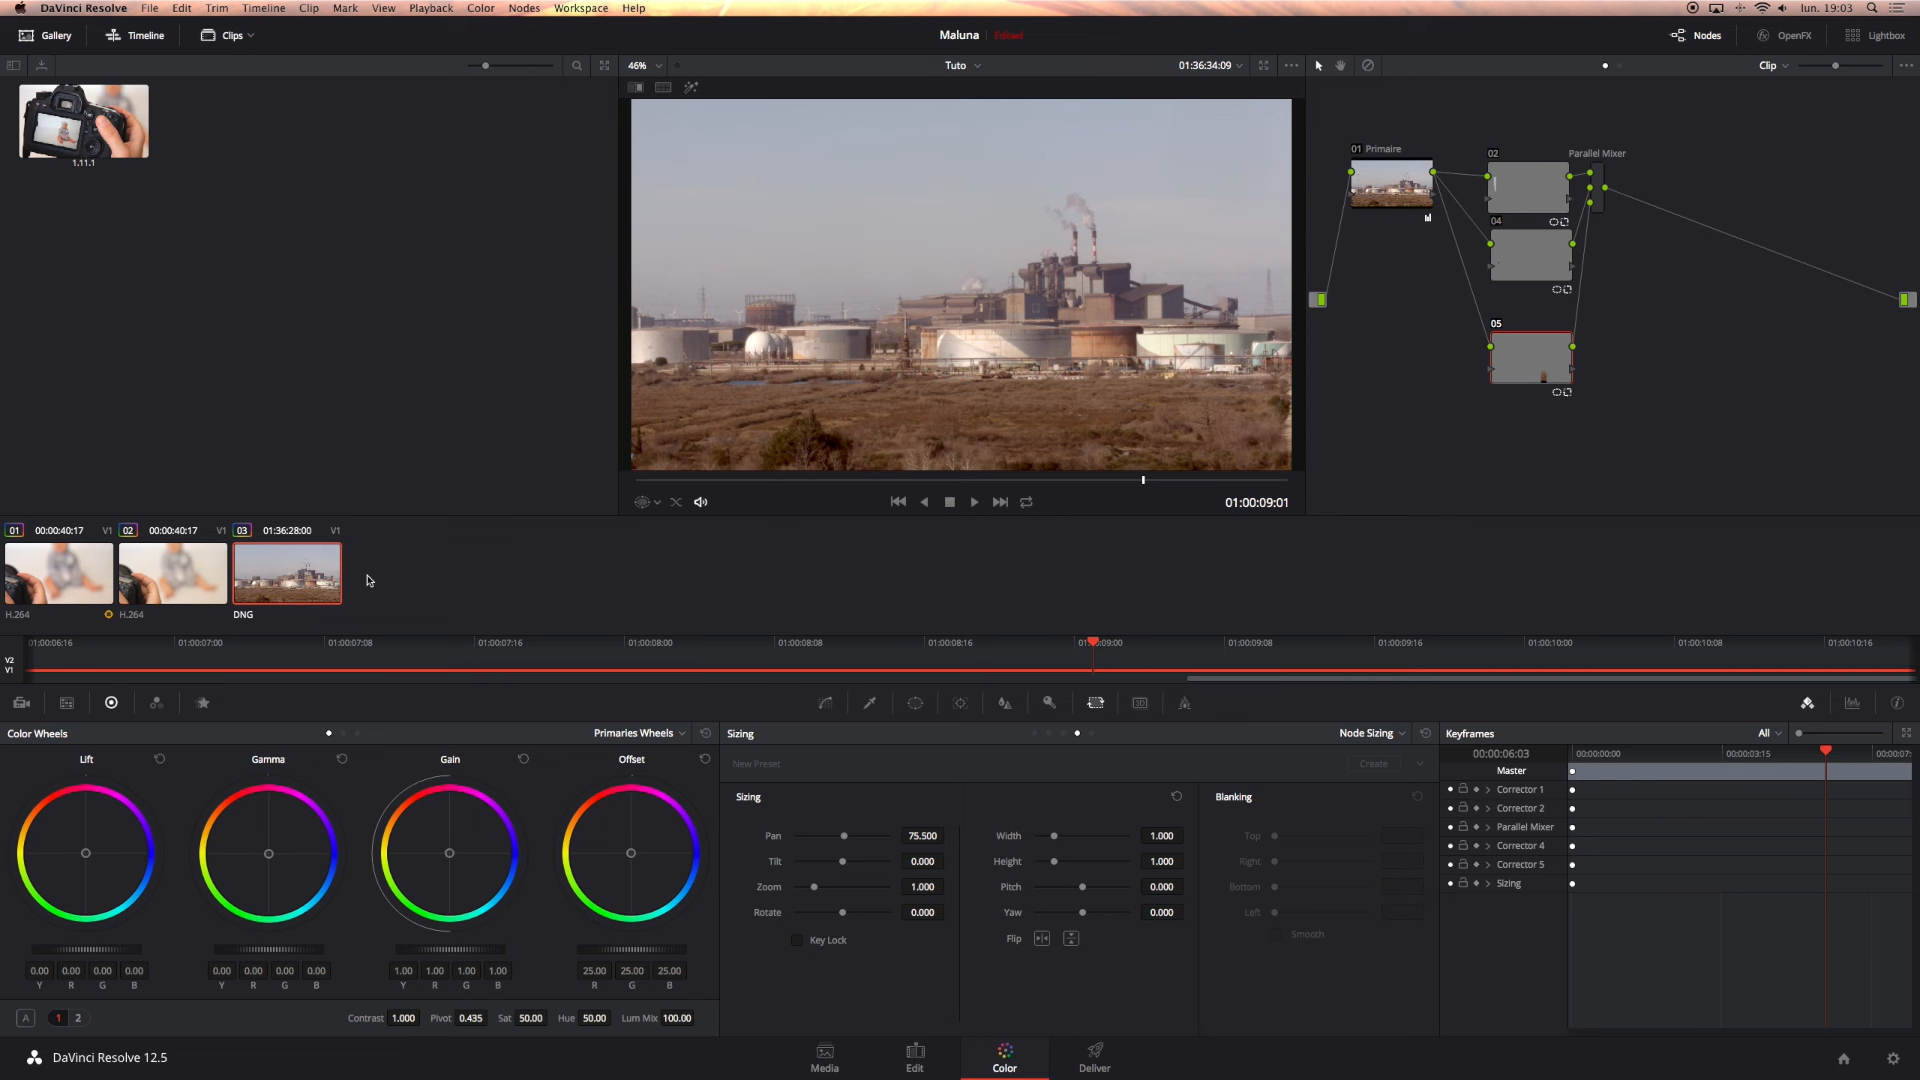 DaVinci Resolve File Edit Trim Timeline Clip Mark View Playback Color Nodes Workspace Help lun. 19:03
Gallery Timeline Clips Maluna Edited Nodes OpenFX Lightbox
46% Tuto 01:36:34:09 Clip
1.11.1
01 Primaire 02 Parallel Mixer
04
05
01:00:09:01
01 00:00:40:17 V1 02 00:00:40:17 V1 03 01:36:28:00 V1
H.264 H.264 DNG
01:00:06:16 01:00:07:00 01:00:07:08 01:00:07:16 01:00:08:00 01:00:08:08 01:00:08:16 01:00:09:00 01:00:09:08 01:00:09:16 01:00:10:00 01:00:10:08 01:00:10:16
V2
V1
Color Wheels Primaries Wheels Sizing Node Sizing Keyframes All
Lift Gamma Gain Offset
New Preset Create
00:00:06:03 00:00:00:00 00:00:03:15 00:00:07:
Master
Sizing Blanking
Corrector 1
Corrector 2
Parallel Mixer
Corrector 4
Corrector 5
Sizing
Pan 75.500 Width 1.000 Top
Tilt 0.000 Height 1.000 Right
Zoom 1.000 Pitch 0.000 Bottom
Rotate 0.000 Yaw 0.000 Left
Key Lock Flip Smooth
0.00 0.00 0.00 0.00 0.00 0.00 0.00 0.00 1.00 1.00 1.00 1.00 25.00 25.00 25.00
Y R G B Y R G B Y R G B R G B
A 1 2 Contrast 1.000 Pivot 0.435 Sat 50.00 Hue 50.00 Lum Mix 100.00
DaVinci Resolve 12.5 Media Edit Color Deliver
3D